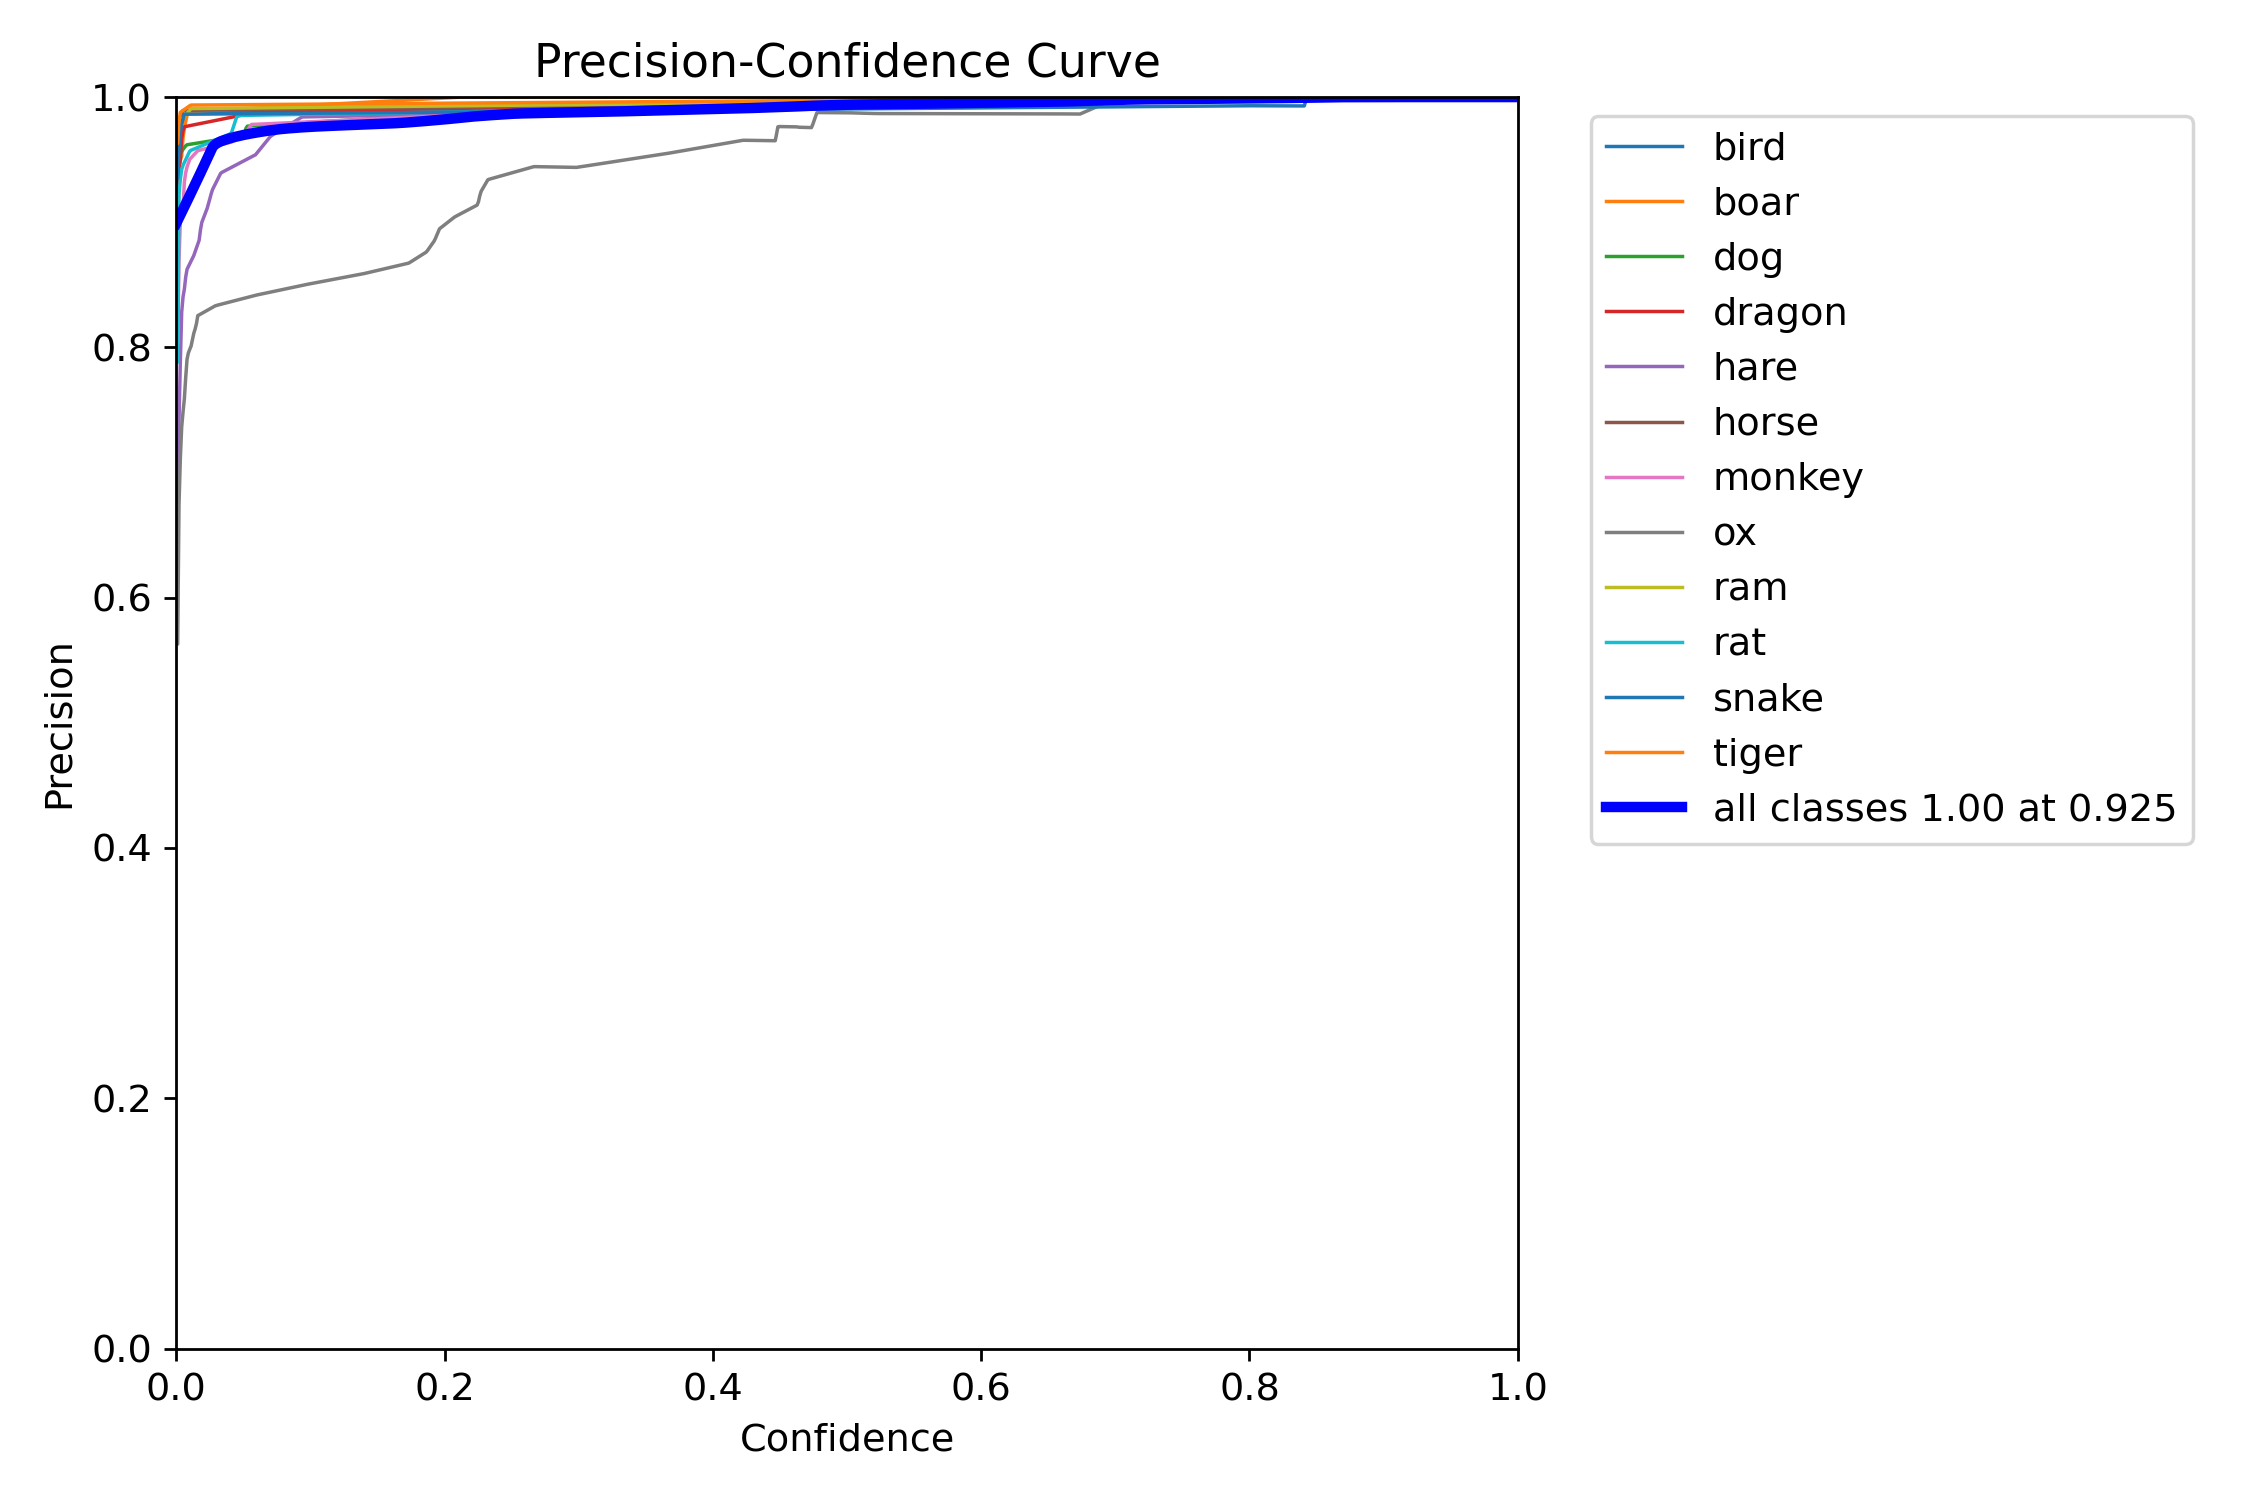 Precision-Confidence Curve
1.0
0.8
0.6
0.4
0.2
0.0
Precision
0.0 0.2 0.4 0.6 0.8 1.0
Confidence
bird
boar
dog
dragon
hare
horse
monkey
ox
ram
rat
snake
tiger
all classes 1.00 at 0.925